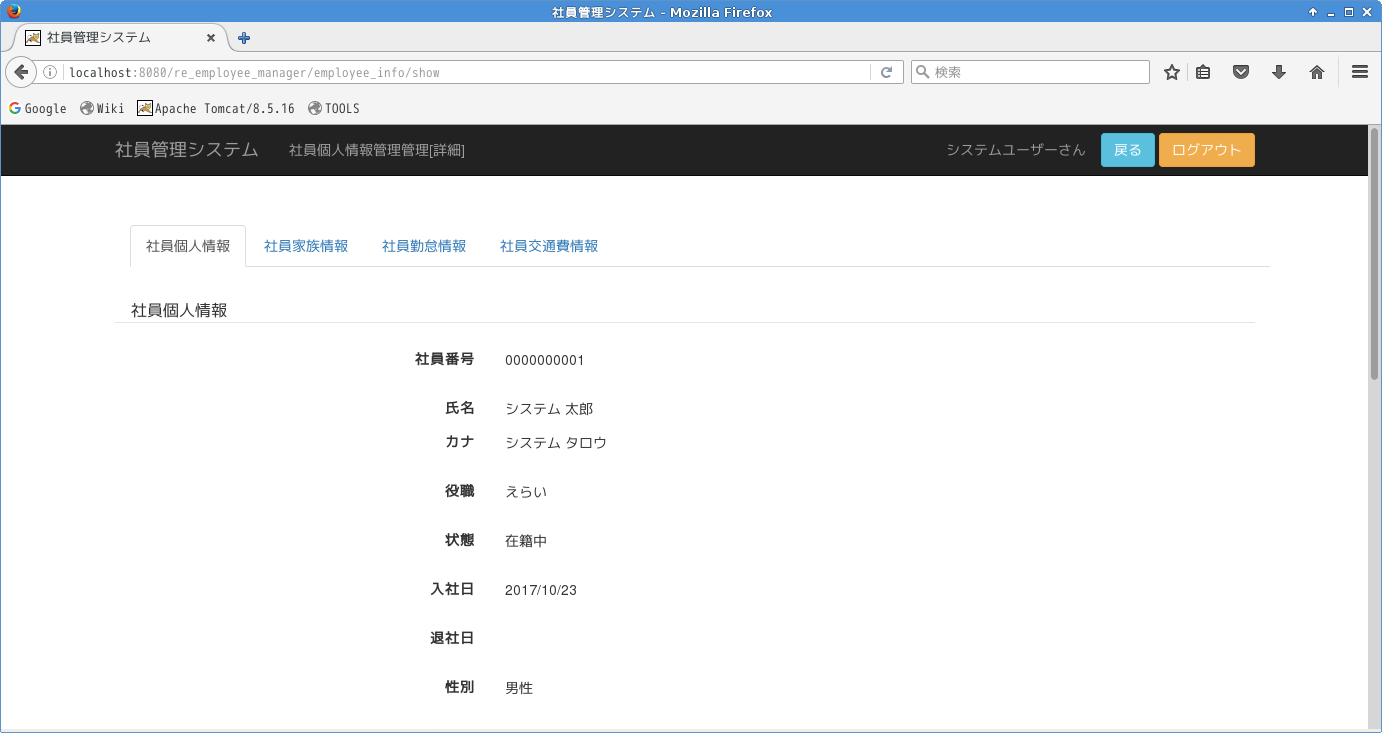 社員管理システム - Mozilla Firefox
社員管理システム
localhost:8080/re_employee_manager/employee_info/show
検索
Google Wiki Apache Tomcat/8.5.16 TOOLS
社員管理システム 社員個人情報管理管理[詳細] システムユーザーさん 戻る ログアウト
社員個人情報 社員家族情報 社員勤怠情報 社員交通費情報
社員個人情報
社員番号 0000000001
氏名 システム 太郎
カナ システム タロウ
役職 えらい
状態 在籍中
入社日 2017/10/23
退社日
性別 男性